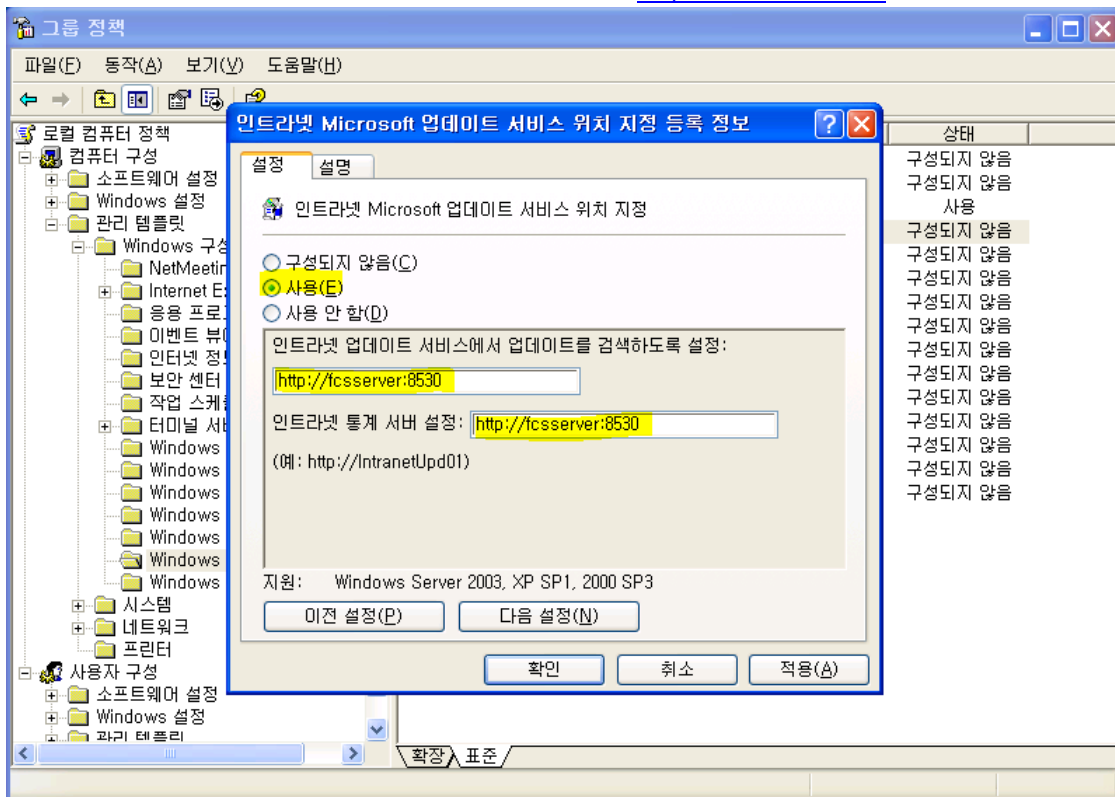 그룹 정책
파일(F) 동작(A) 보기(V) 도움말(H)
로컬 컴퓨터 정책
컴퓨터 구성
소프트웨어 설정
Windows 설정
관리 템플릿
Windows 구성
NetMeetin
Internet E
응용 프로
이벤트 뷰
인터넷 정
보안 센터
작업 스케
터미널 서
Windows
Windows
Windows
Windows
Windows
Windows
Windows
시스템
네트워크
프린터
사용자 구성
소프트웨어 설정
Windows 설정
관리 템플릿
인트라넷 Microsoft 업데이트 서비스 위치 지정 등록 정보
설정 설명
인트라넷 Microsoft 업데이트 서비스 위치 지정
구성되지 않음(C)
사용(E)
사용 안 함(D)
인트라넷 업데이트 서비스에서 업데이트를 검색하도록 설정:
http://fcsserver:8530
인트라넷 통계 서버 설정: http://fcsserver:8530
(예: http://IntranetUpd01)
지원: Windows Server 2003, XP SP1, 2000 SP3
이전 설정(P) 다음 설정(N)
확인 취소 적용(A)
상태
구성되지 않음
구성되지 않음
사용
구성되지 않음
구성되지 않음
구성되지 않음
구성되지 않음
구성되지 않음
구성되지 않음
구성되지 않음
구성되지 않음
구성되지 않음
구성되지 않음
구성되지 않음
구성되지 않음
확장 표준